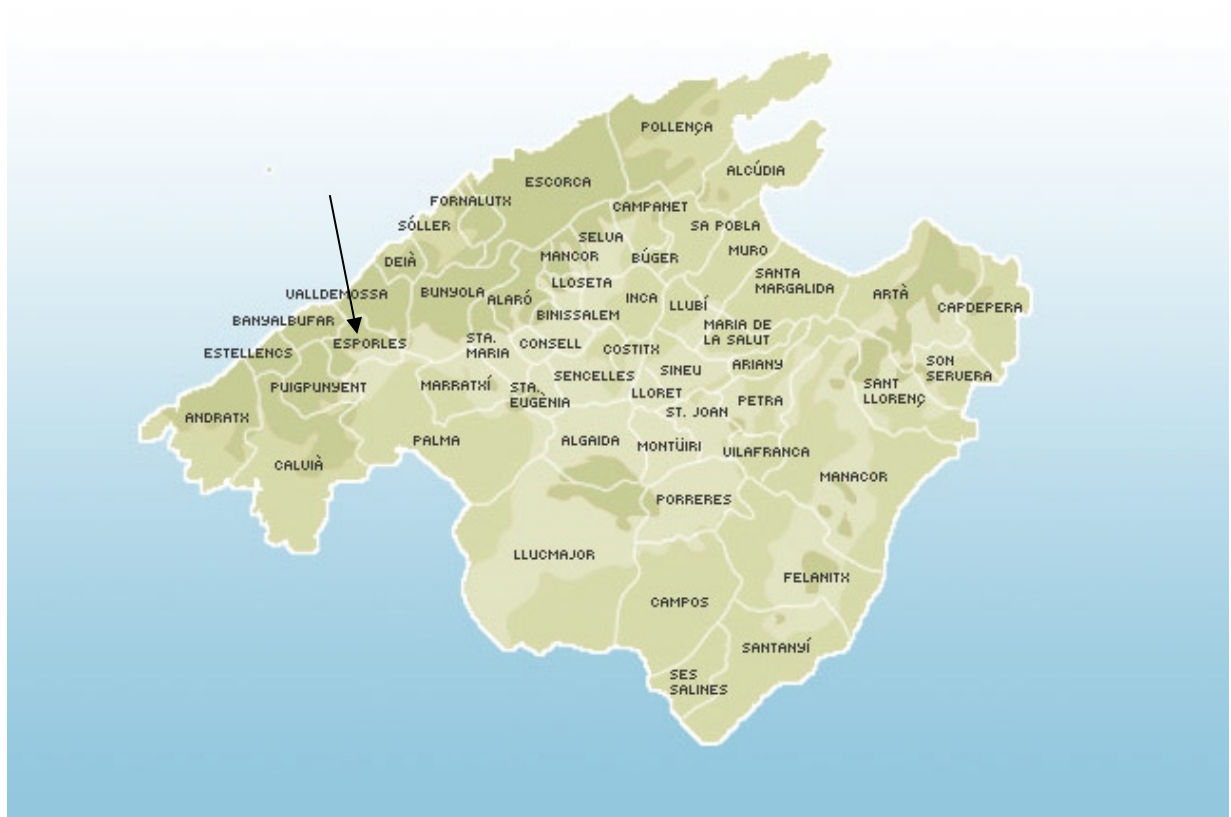 POLLENÇA
ALCÚDIA
ESCORCA
FORNALUTX
CAMPANET
SÓLLER
SA POBLA
SELVA
MURO
MANCOR
BÚGER
DEIÀ
SANTA
MARGALIDA
LLOSETA
VALLDEMOSSA
BUNYOLA
ALARÓ
INCA
LLUBÍ
ARTÀ
CAPDEPERA
BINISSALEM
BANYALBUFAR
MARIA DE
LA SALUT
ESPORLES
STA.
MARIA
CONSELL
COSTITX
ESTELLENCS
ARIANY
SON
SERVERA
SINEU
SENCELLES
PUIGPUNYENT
MARRATXÍ
STA.
EUGÈNIA
LLORET
SANT
LLORENÇ
PETRA
ST. JOAN
ANDRATX
PALMA
ALGAIDA
MONTÜIRI
VILAFRANCA
CALVIÀ
MANACOR
PORRERES
LLUCMAJOR
FELANITX
CAMPOS
SANTANYÍ
SES
SALINES